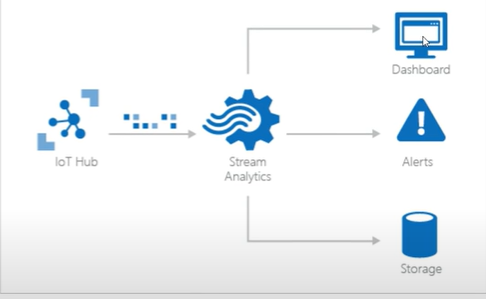 Dashboard
IoT Hub
Stream
Analytics
Alerts
Storage